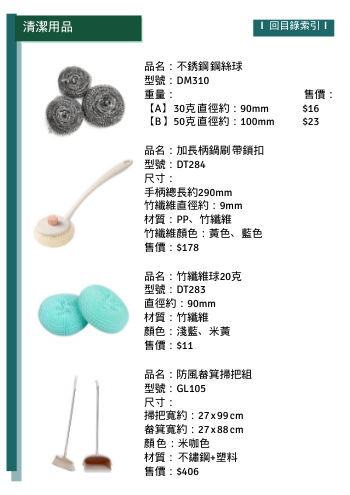 清潔用品
I 回目錄索引 I
品名：不銹鋼鋼絲球
型號：DM310
重量： 售價：
【A】30克 直徑約：90mm $16
【B】50克 直徑約：100mm $23
品名：加長柄鍋刷 帶鎖扣
型號：DT284
尺寸：
手柄總長約290mm
竹纖維直徑約：9mm
材質：PP、竹纖維
竹纖維顏色：黃色、藍色
售價：$178
品名：竹纖維球20克
型號：DT283
直徑約：90mm
材質：竹纖維
顏色：淺藍、米黃
售價：$11
品名：防風畚箕掃把組
型號：GL105
尺寸：
掃把寬約：27x99cm
畚箕寬約：27x88cm
顏色：米咖色
材質：不鏽鋼+塑料
售價：$406